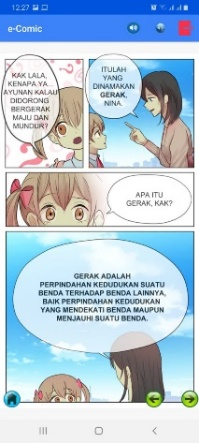 12:27
e-Comic
KAK LALA,
KENAPA YA
AYUNAN KALAU
DIDORONG
BERGERAK
MAJU DAN
MUNDUR?
ITULAH
YANG
DINAMAKAN
GERAK,
NINA.
APA ITU
GERAK, KAK?
GERAK ADALAH
PERPINDAHAN KEDUDUKAN SUATU
BENDA TERHADAP BENDA LAINNYA,
BAIK PERPINDAHAN KEDUDUKAN
YANG MENDEKATI BENDA MAUPUN
MENJAUHI SUATU BENDA.